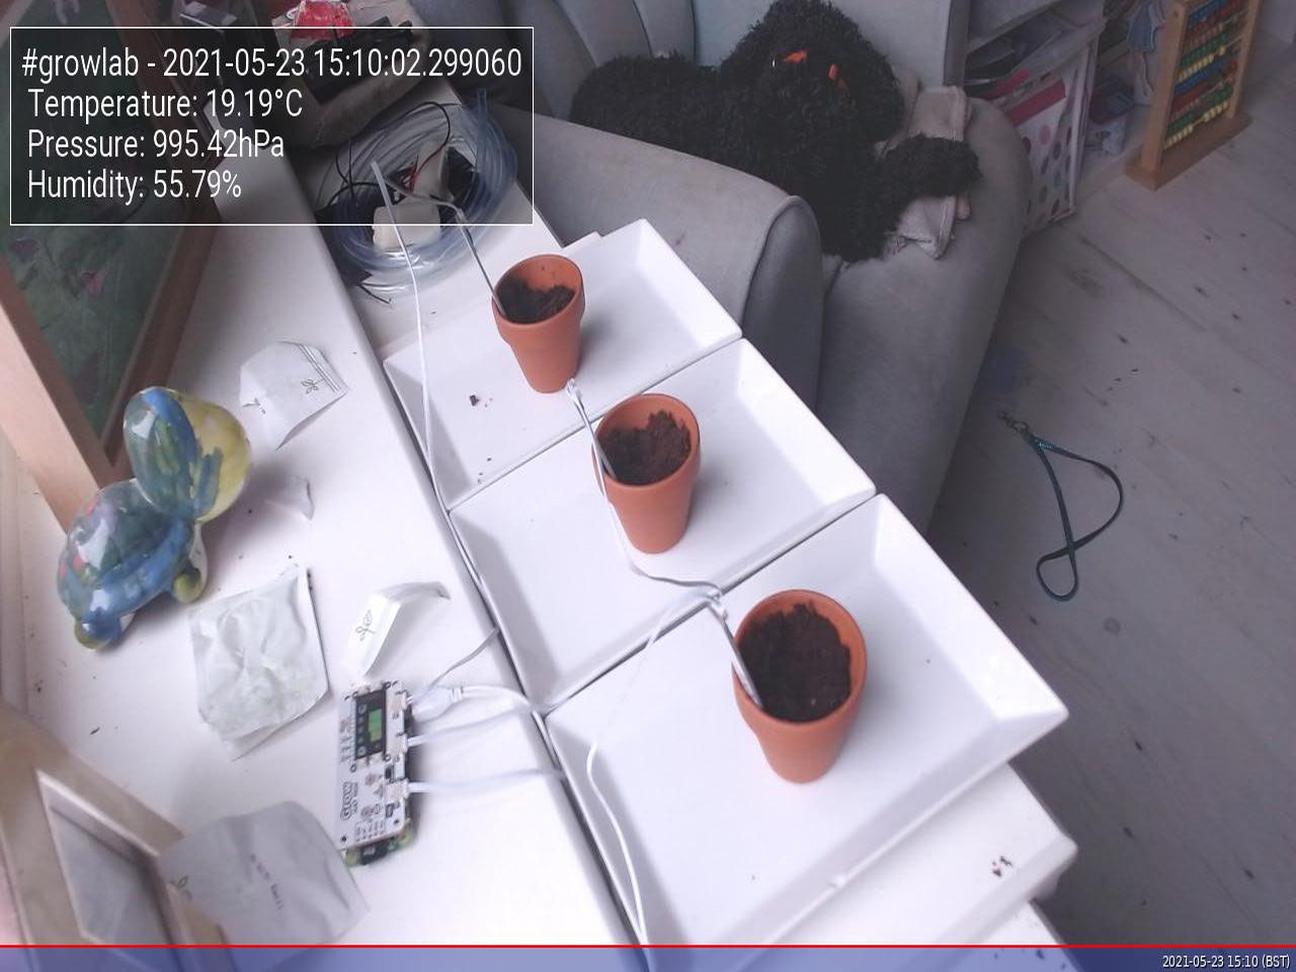 #growlab - 2021-05-23 15:10:02.299060
Temperature: 19.19°C
Pressure: 995.42hPa
Humidity: 55.79%
GROW
2021-05-23 15:10 (BST)